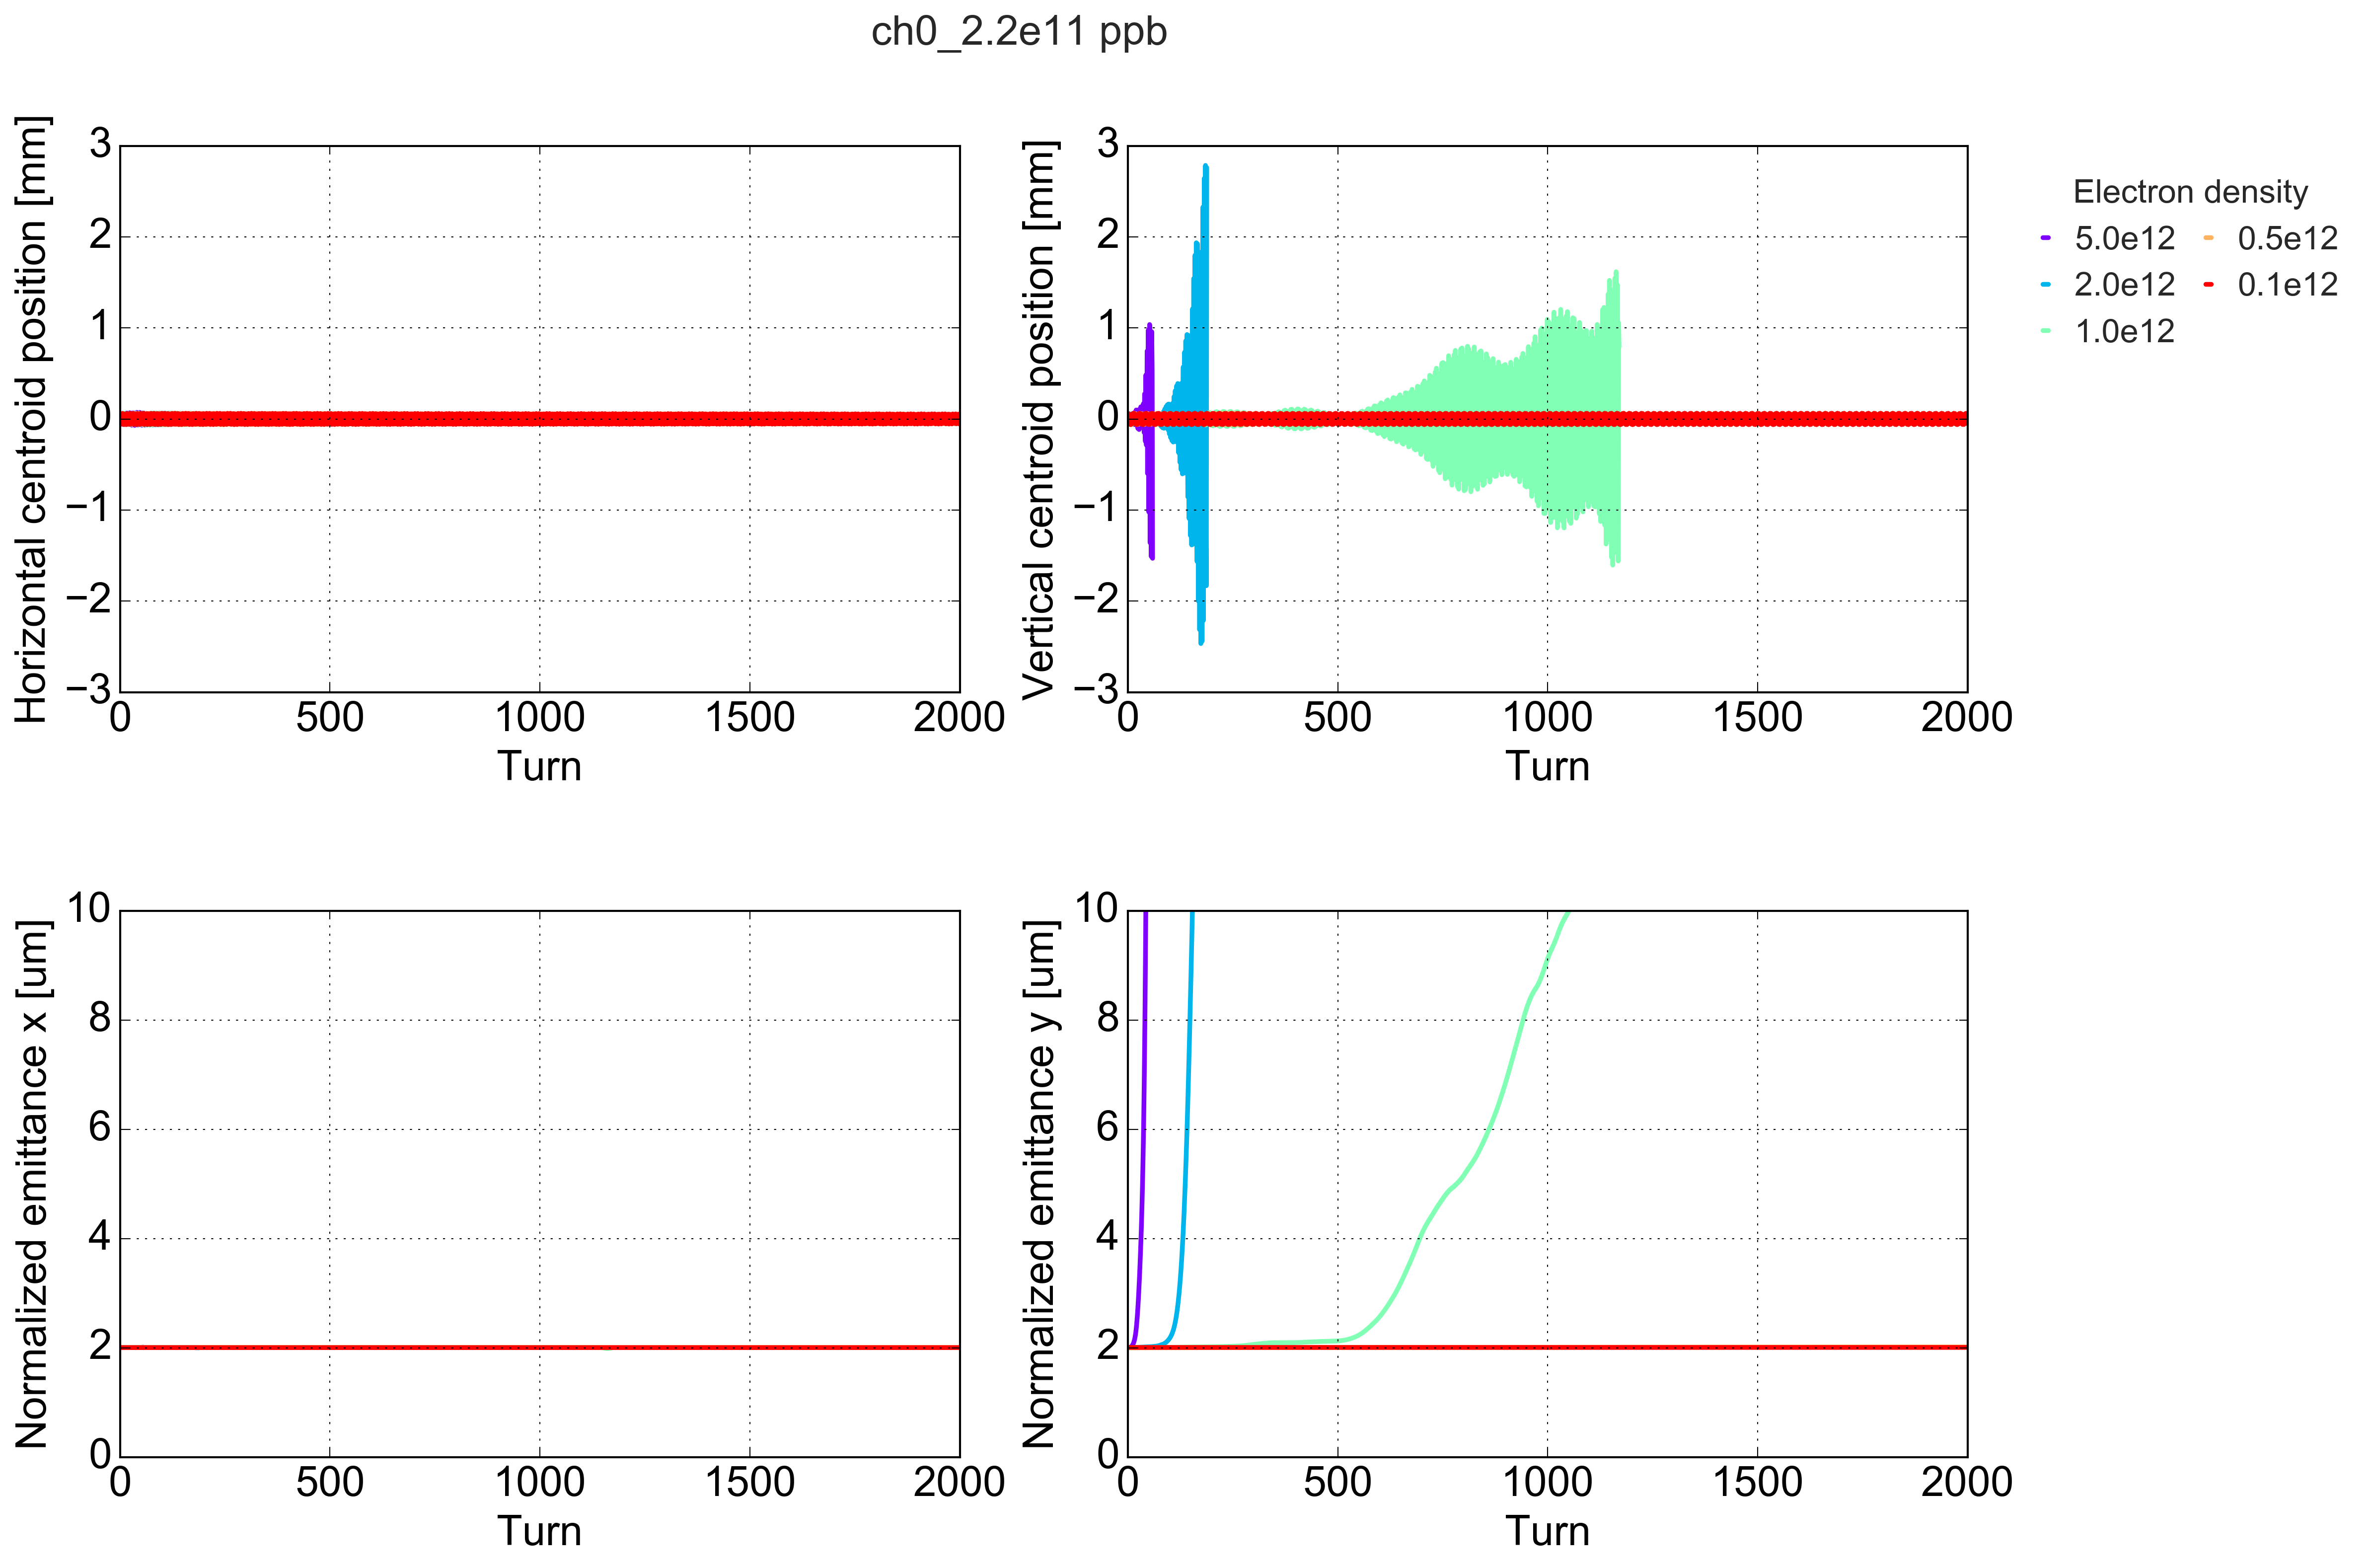 ch0_2.2e11 ppb
Horizontal centroid position [mm]
3
2
1
0
−1
−2
−3
0 500 1000 1500 2000
Turn
Vertical centroid position [mm]
3
2
1
0
−1
−2
−3
0 500 1000 1500 2000
Turn
Electron density
5.0e12 0.5e12
2.0e12 0.1e12
1.0e12
Normalized emittance x [um]
10
8
6
4
2
0
0 500 1000 1500 2000
Turn
Normalized emittance y [um]
10
8
6
4
2
0
0 500 1000 1500 2000
Turn